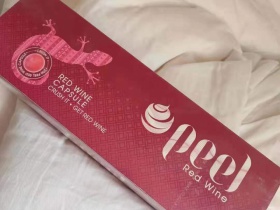 RED WINE
CAPSULE
CRUSH IT • GET RED WINE
peel
Red Wine